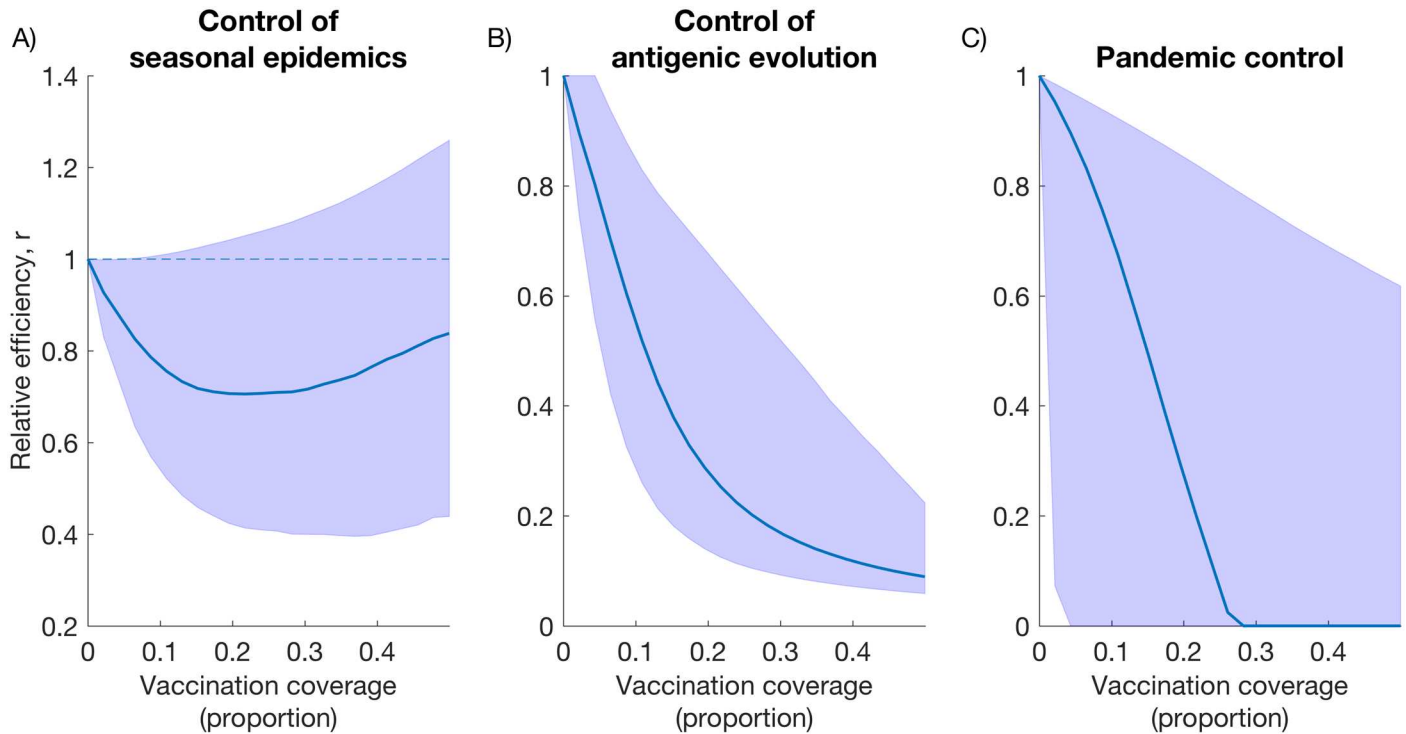 A)
Control of
seasonal epidemics
1.4
1.2
1
0.8
0.6
0.4
0.2
Relative efficiency, r
0 0.1 0.2 0.3 0.4
Vaccination coverage
(proportion)
B)
Control of
antigenic evolution
1
0.8
0.6
0.4
0.2
0
0 0.1 0.2 0.3 0.4
Vaccination coverage
(proportion)
C)
Pandemic control
1
0.8
0.6
0.4
0.2
0
0 0.1 0.2 0.3 0.4
Vaccination coverage
(proportion)